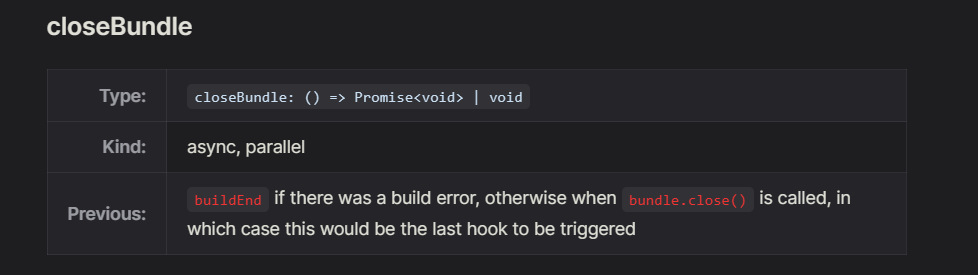 closeBundle
Type: closeBundle: () => Promise<void> | void
Kind: async, parallel
Previous: buildEnd if there was a build error, otherwise when bundle.close() is called, in
which case this would be the last hook to be triggered